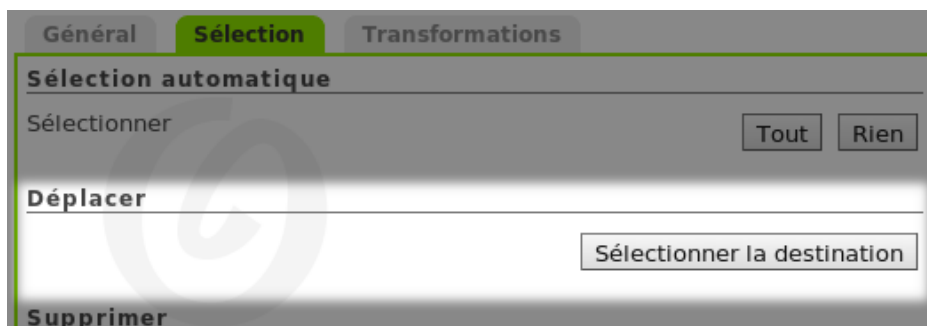 Général Sélection Transformations
Sélection automatique
Sélectionner Tout Rien
Déplacer
Sélectionner la destination
Supprimer